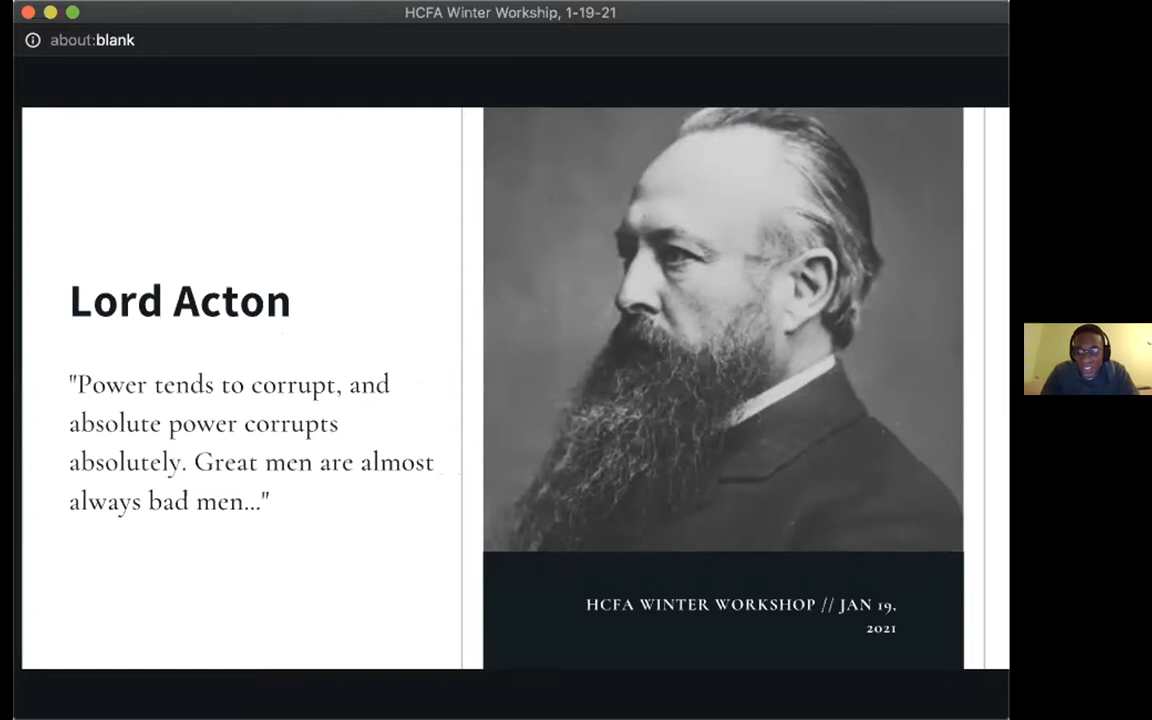 HCFA Winter Workship, 1-19-21
about:blank
Lord Acton
"Power tends to corrupt, and
absolute power corrupts
absolutely. Great men are almost
always bad men..."
HCFA WINTER WORKSHOP // JAN 19,
2021